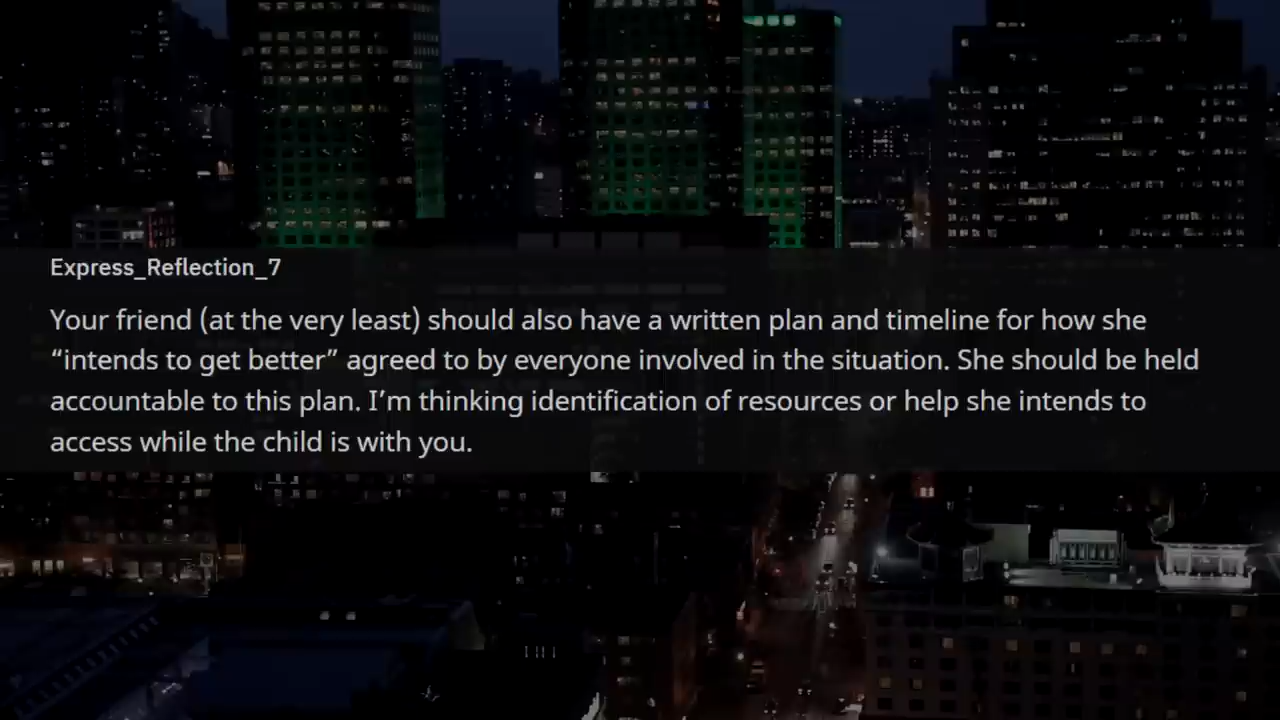 Express_Reflection_7
Your friend (at the very least) should also have a written plan and timeline for how she
“intends to get better” agreed to by everyone involved in the situation. She should be held
accountable to this plan. I’m thinking identification of resources or help she intends to
access while the child is with you.